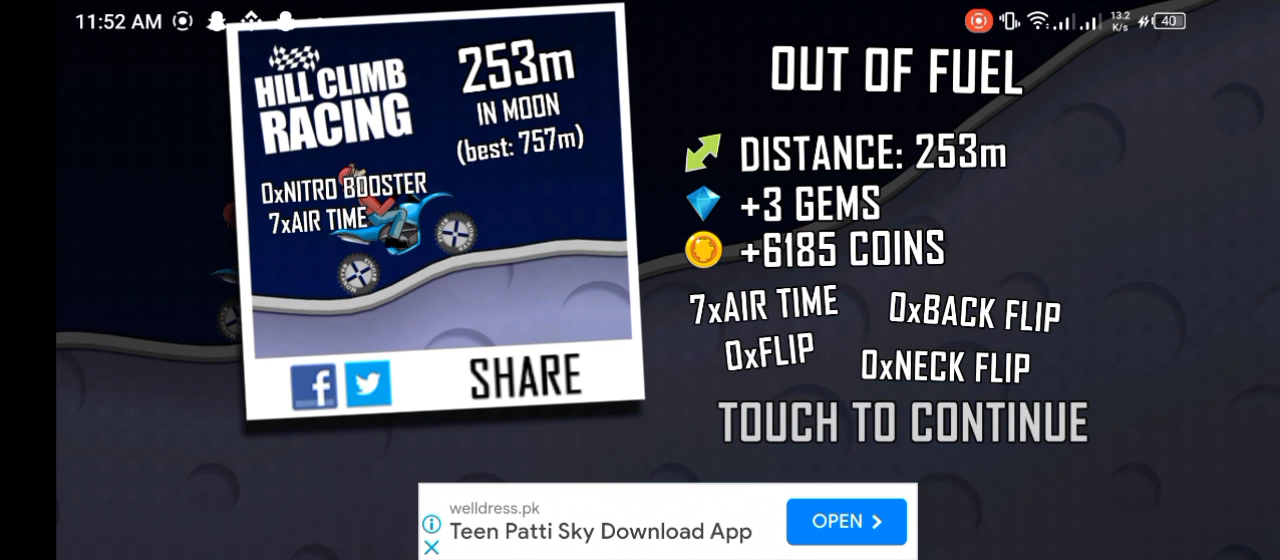 11:52 AM
13.2
K/s
40
HILL CLIMB
RACING
253m
IN MOON
(best: 757m)
0xNITRO BOOSTER
7xAIR TIME
SHARE
OUT OF FUEL
DISTANCE: 253m
+3 GEMS
+6185 COINS
7xAIR TIME
0xBACK FLIP
0xFLIP
0xNECK FLIP
TOUCH TO CONTINUE
welldress.pk
Teen Patti Sky Download App
OPEN